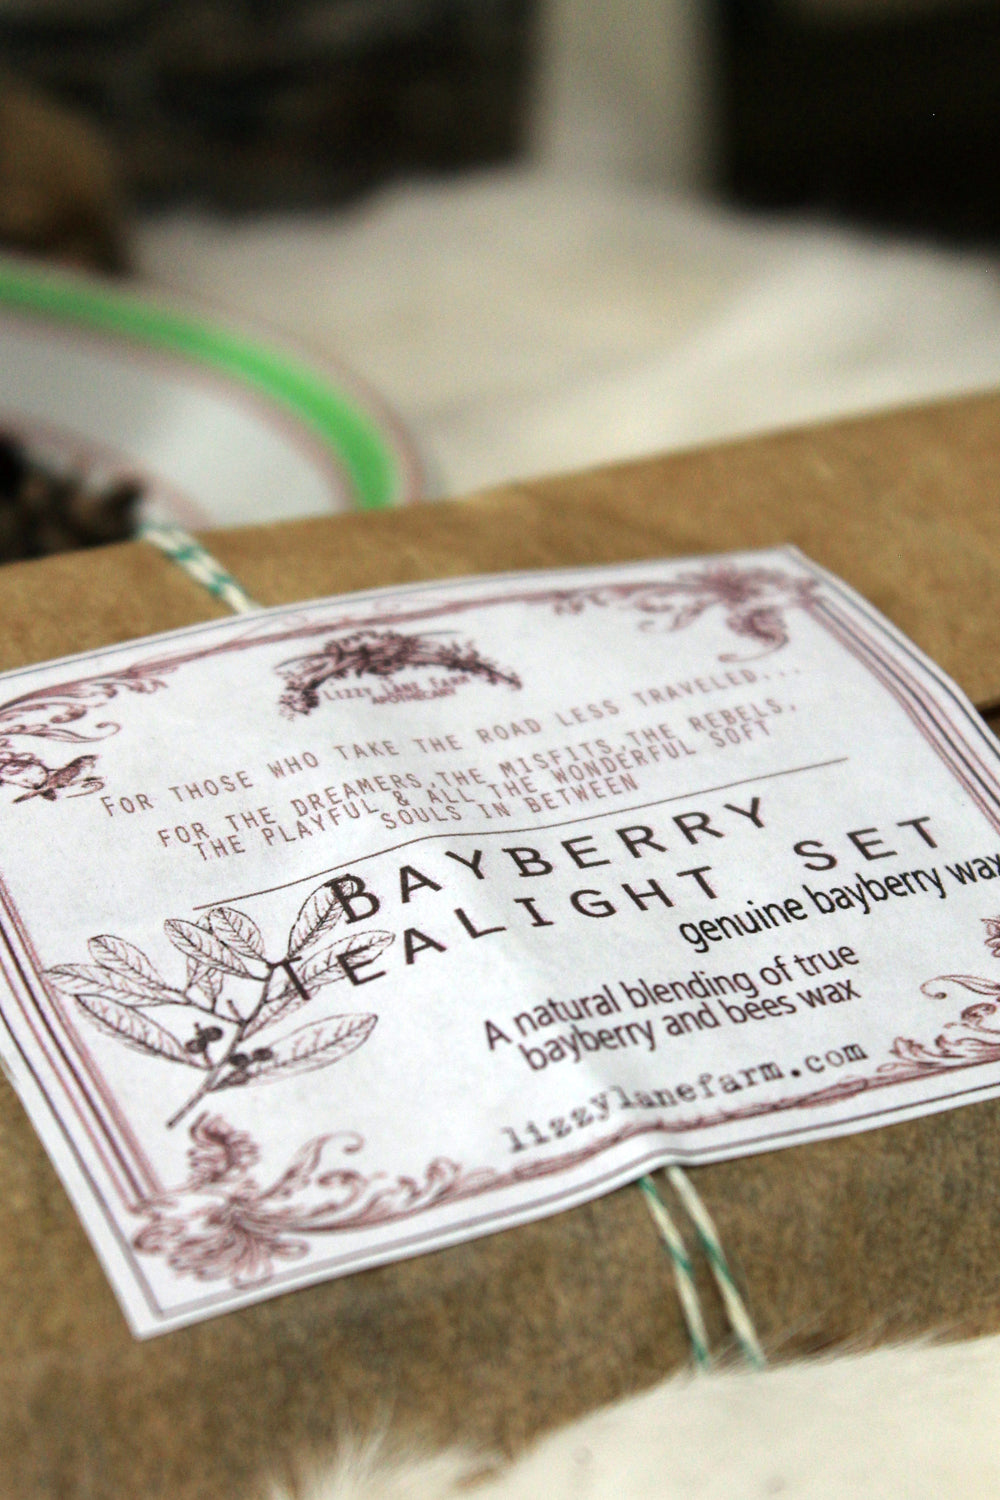 Lizzy Lane Farm
APOTHECARY
FOR THOSE WHO TAKE THE ROAD LESS TRAVELED...
FOR THE DREAMERS,THE MISFITS,THE REBELS,
THE PLAYFUL & ALL THE WONDERFUL SOFT
SOULS IN BETWEEN
BAYBERRY
TEALIGHT SET
genuine bayberry wax
A natural blending of true
bayberry and bees wax
lizzylanefarm.com